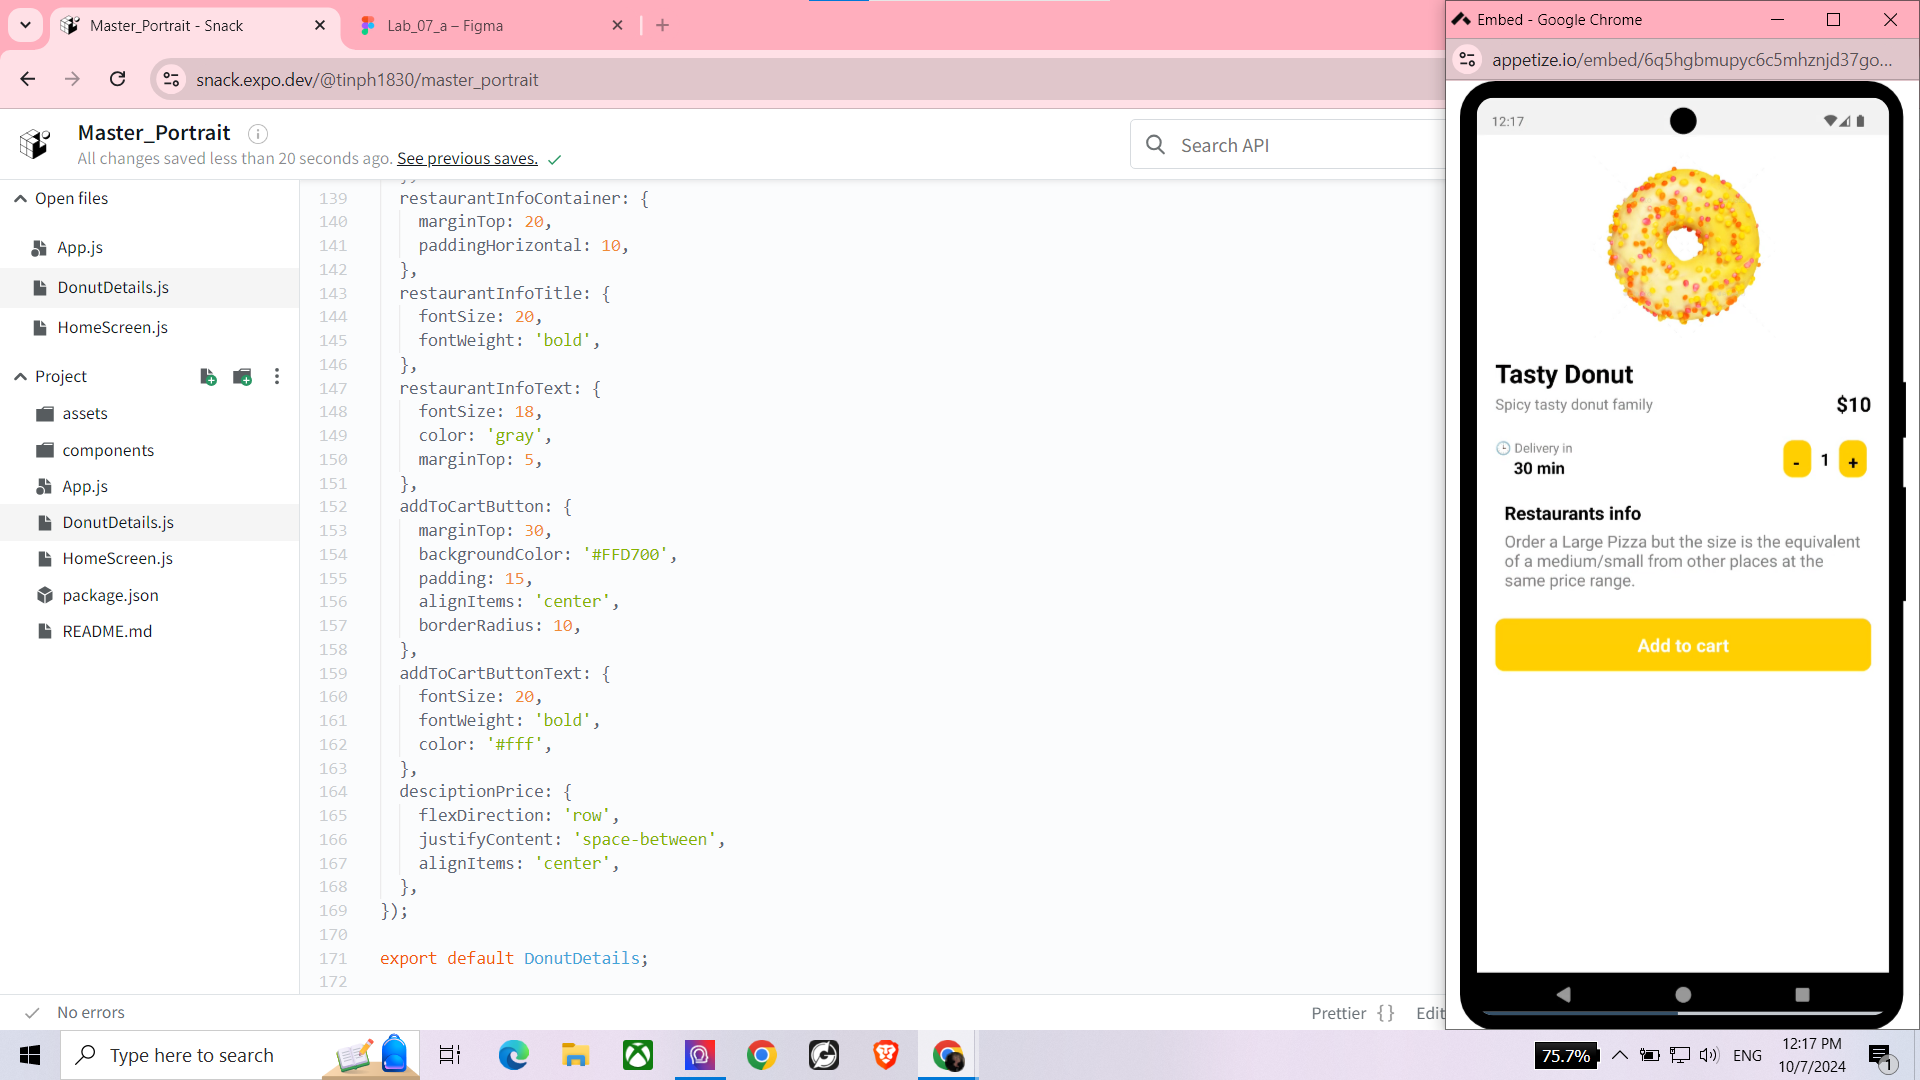 Master_Portrait - Snack
Lab_07_a – Figma
snack.expo.dev/@tinph1830/master_portrait
Master_Portrait
All changes saved less than 20 seconds ago. See previous saves.
Search API
Open files
App.js
DonutDetails.js
HomeScreen.js
Project
assets
components
App.js
DonutDetails.js
HomeScreen.js
package.json
README.md
139 restaurantInfoContainer: {
140 marginTop: 20,
141 paddingHorizontal: 10,
142 },
143 restaurantInfoTitle: {
144 fontSize: 20,
145 fontWeight: 'bold',
146 },
147 restaurantInfoText: {
148 fontSize: 18,
149 color: 'gray',
150 marginTop: 5,
151 },
152 addToCartButton: {
153 marginTop: 30,
154 backgroundColor: '#FFD700',
155 padding: 15,
156 alignItems: 'center',
157 borderRadius: 10,
158 },
159 addToCartButtonText: {
160 fontSize: 20,
161 fontWeight: 'bold',
162 color: '#fff',
163 },
164 desciptionPrice: {
165 flexDirection: 'row',
166 justifyContent: 'space-between',
167 alignItems: 'center',
168 },
169 });
170
171 export default DonutDetails;
172
No errors
Prettier {} Edit
Embed - Google Chrome
appetize.io/embed/6q5hgbmupyc6c5mhznjd37go...
12:17
Tasty Donut
Spicy tasty donut family
$10
Delivery in
30 min
- 1 +
Restaurants info
Order a Large Pizza but the size is the equivalent
of a medium/small from other places at the
same price range.
Add to cart
Type here to search
75.7%
ENG
12:17 PM
10/7/2024
1